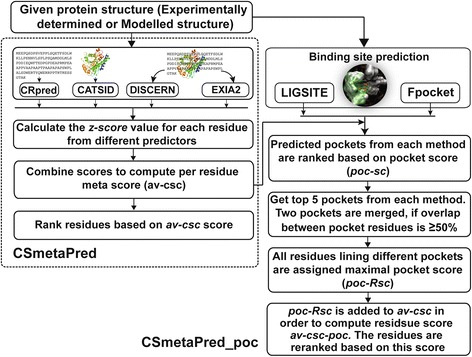 Given protein structure (Experimentally
determined or Modelled structure)
CRpred
CATSID
DISCERN
EXIA2
Calculate the z-score value for each residue
from different predictors
Combine scores to compute per residue
meta score (av-csc)
Rank residues based on av-csc score
CSmetaPred
Binding site prediction
LIGSITE
Fpocket
Predicted pockets from each method
are ranked based on pocket score
(poc-sc)
Get top 5 pockets from each method.
Two pockets are merged, if overlap
between pocket residues is ≥50%
All residues lining different pockets
are assigned maximal pocket score
(poc-Rsc)
poc-Rsc is added to av-csc in
order to compute residsue score
av-csc-poc. The residues are
reranked based on this score
CSmetaPred_poc